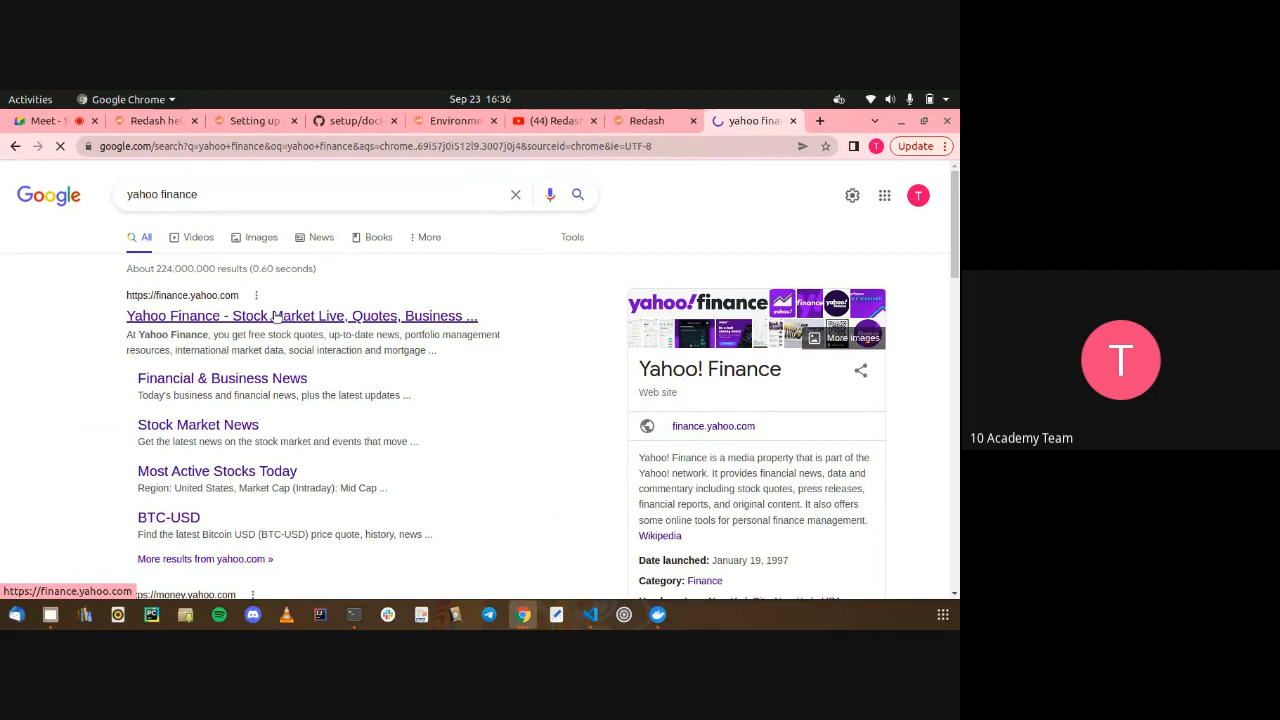 Activities
Google Chrome
Sep 23 16:36
Meet - 1
Redash hel
Setting up
setup/doc
Environme
(44) Redas
Redash
yahoo fina
google.com/search?q=yahoo+finance&oq=yahoo+finance&aqs=chrome..69i57j0i512l9.3007j0j4&sourceid=chrome&ie=UTF-8
T
Update
Google
yahoo finance
T
All
Videos
Images
News
Books
More
Tools
About 224,000,000 results (0.60 seconds)
https://finance.yahoo.com
Yahoo Finance - Stock Market Live, Quotes, Business ...
At Yahoo Finance, you get free stock quotes, up-to-date news, portfolio management
resources, international market data, social interaction and mortgage ...
Financial & Business News
Today's business and financial news, plus the latest updates ...
Stock Market News
Get the latest news on the stock market and events that move ...
Most Active Stocks Today
Region: United States, Market Cap (Intraday): Mid Cap ...
BTC-USD
Find the latest Bitcoin USD (BTC-USD) price quote, history, news ...
More results from yahoo.com »
yahoo!finance
More images
Yahoo! Finance
Web site
finance.yahoo.com
Yahoo! Finance is a media property that is part of the
Yahoo! network. It provides financial news, data and
commentary including stock quotes, press releases,
financial reports, and original content. It also offers
some online tools for personal finance management.
Wikipedia
Date launched: January 19, 1997
Category: Finance
https://finance.yahoo.com
T
10 Academy Team